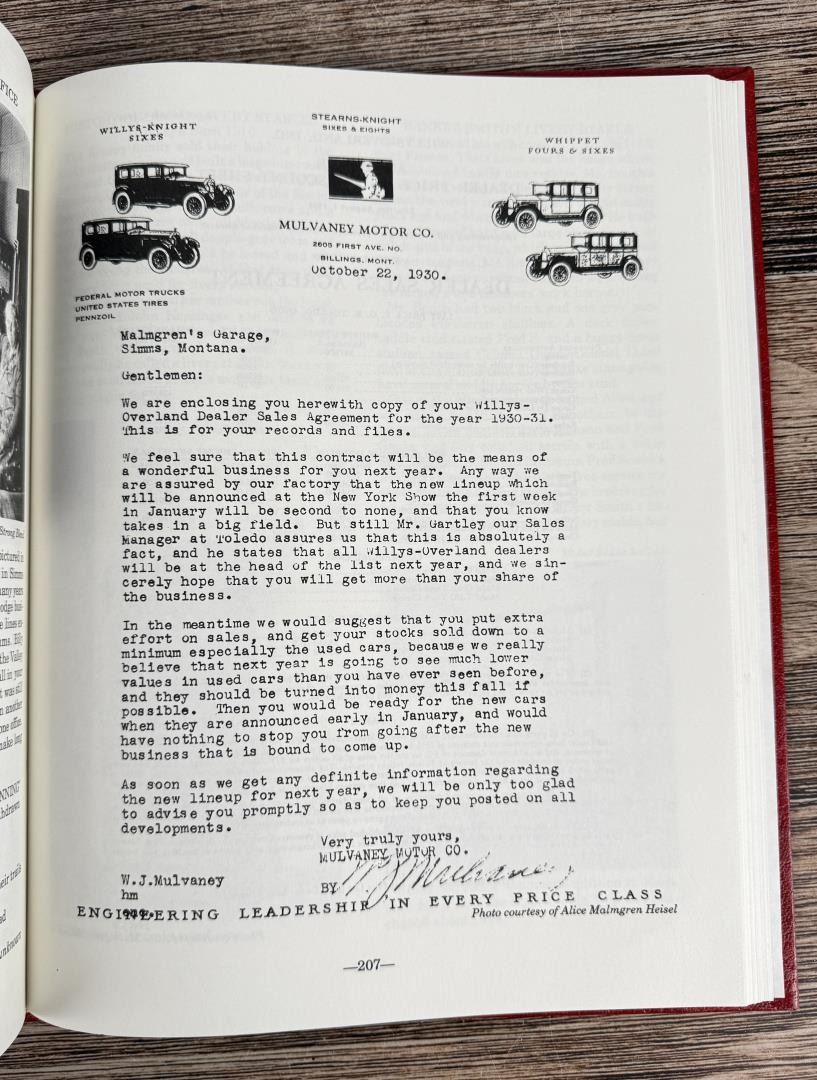 WILLYS-KNIGHT
SIXES
STEARNS-KNIGHT
SIXES & EIGHTS
WHIPPET
FOURS & SIXES
MULVANEY MOTOR CO.
2605 FIRST AVE. NO.
BILLINGS, MONT.
October 22, 1930.
FEDERAL MOTOR TRUCKS
UNITED STATES TIRES
PENNZOIL
Malmgren's Garage,
Simms, Montana.
Gentlemen:
We are enclosing you herewith copy of your Willys-
Overland Dealer Sales Agreement for the year 1930-31.
This is for your records and files.
We feel sure that this contract will be the means of
a wonderful business for you next year. Any way we
are assured by our factory that the new lineup which
will be announced at the New York Show the first week
in January will be second to none, and that you know
takes in a big field. But still Mr. Gartley our Sales
Manager at Toledo assures us that this is absolutely a
fact, and he states that all Willys-Overland dealers
will be at the head of the list next year, and we sin-
cerely hope that you will get more than your share of
the business.
In the meantime we would suggest that you put extra
effort on sales, and get your stocks sold down to a
minimum especially the used cars, because we really
believe that next year is going to see much lower
values in used cars than you have ever seen before,
and they should be turned into money this fall if
possible. Then you would be ready for the new cars
when they are announced early in January, and would
have nothing to stop you from going after the new
business that is bound to come up.
As soon as we get any definite information regarding
the new lineup for next year, we will be only too glad
to advise you promptly so as to keep you posted on all
developments.
Very truly yours,
MULVANEY MOTOR CO.
W.J.Mulvaney
hm
BY W J Mulvaney
ENGINEERING LEADERSHIP IN EVERY PRICE CLASS
Photo courtesy of Alice Malmgren Heisel
—207—